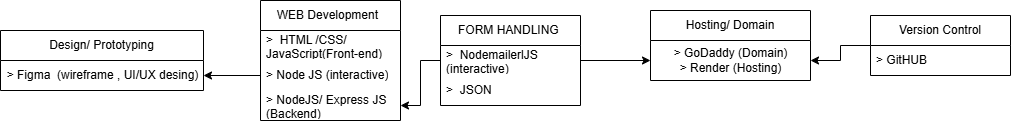 Design/ Prototyping
> Figma  (wireframe , UI/UX desing)
WEB Development
>  HTML /CSS/
JavaScript(Front-end)
> Node JS (interactive)
> NodeJS/ Express JS
(Backend)
FORM HANDLING
>  NodemailerlJS
(interactive)
>  JSON
Hosting/ Domain
> GoDaddy (Domain)
> Render (Hosting)
Version Control
> GitHUB